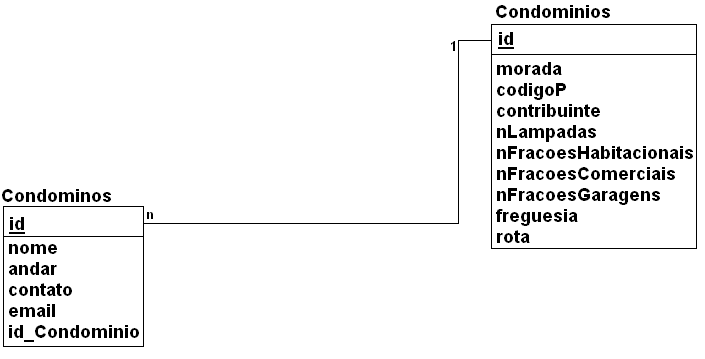 Condominios
id
morada
codigoP
contribuinte
nLampadas
nFracoesHabitacionais
nFracoesComerciais
nFracoesGaragens
freguesia
rota
1
n
Condominos
id
nome
andar
contato
email
id_Condominio